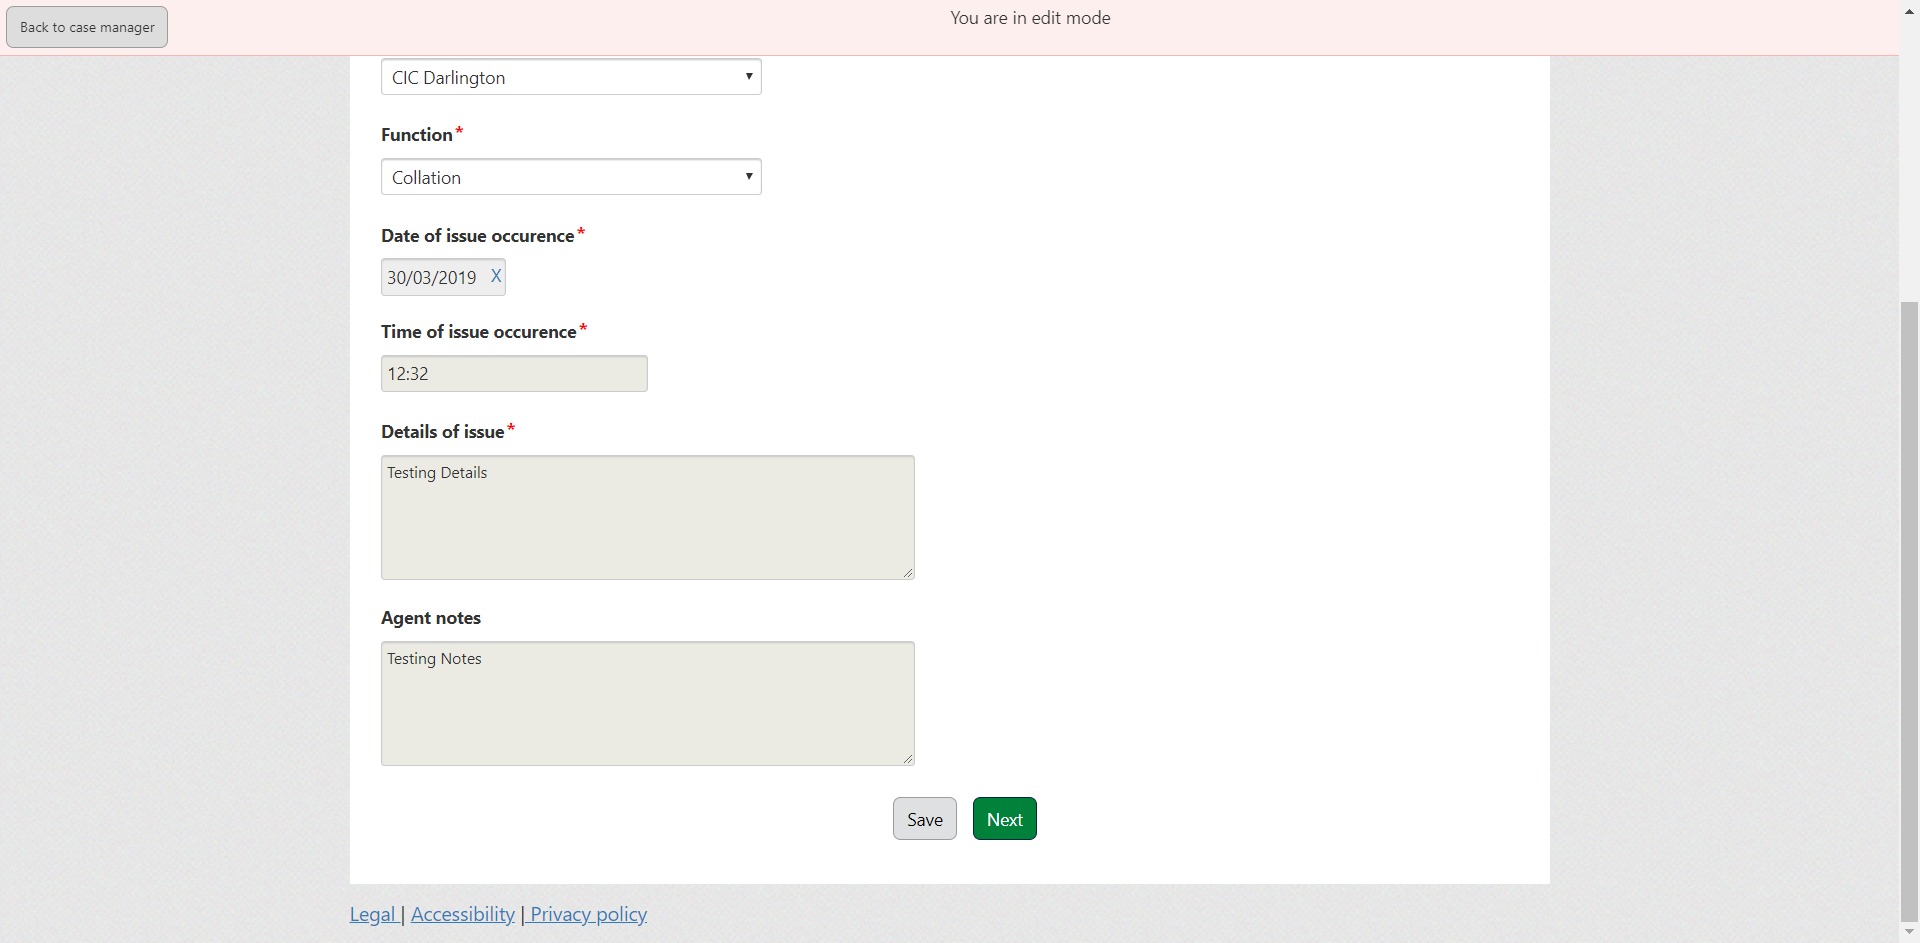 Back to case manager
You are in edit mode
CIC Darlington
Function*
Collation
Date of issue occurence*
30/03/2019 X
Time of issue occurence*
12:32
Details of issue*
Testing Details
Agent notes
Testing Notes
Save Next
Legal | Accessibility | Privacy policy